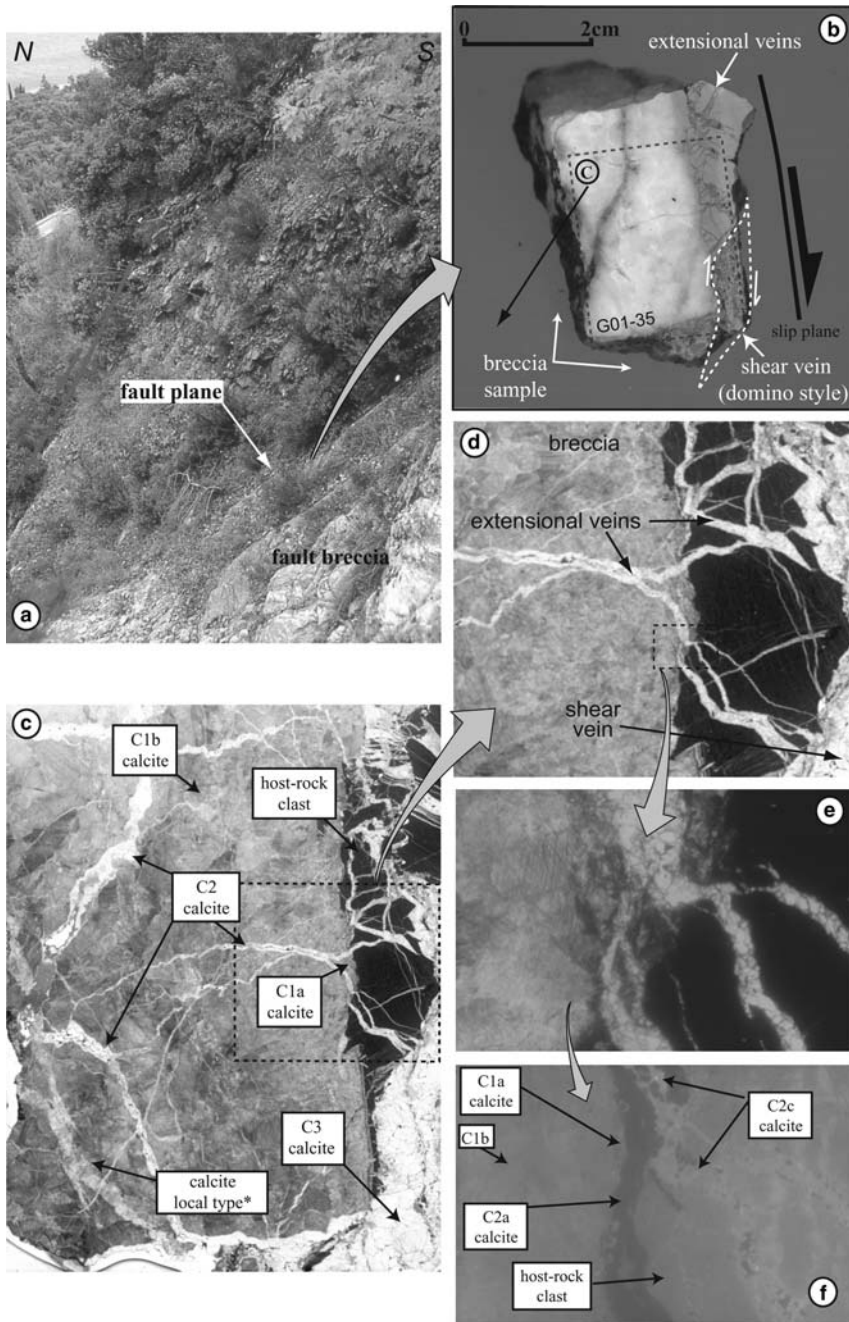 N
S
fault plane
fault breccia
a
0
2cm
b
extensional veins
C
G01-35
slip plane
breccia
sample
shear vein
(domino style)
d
breccia
extensional veins
shear
vein
c
C1b
calcite
host-rock
clast
C2
calcite
C1a
calcite
C3
calcite
calcite
local type*
e
C1a
calcite
C2c
calcite
C1b
C2a
calcite
host-rock
clast
f